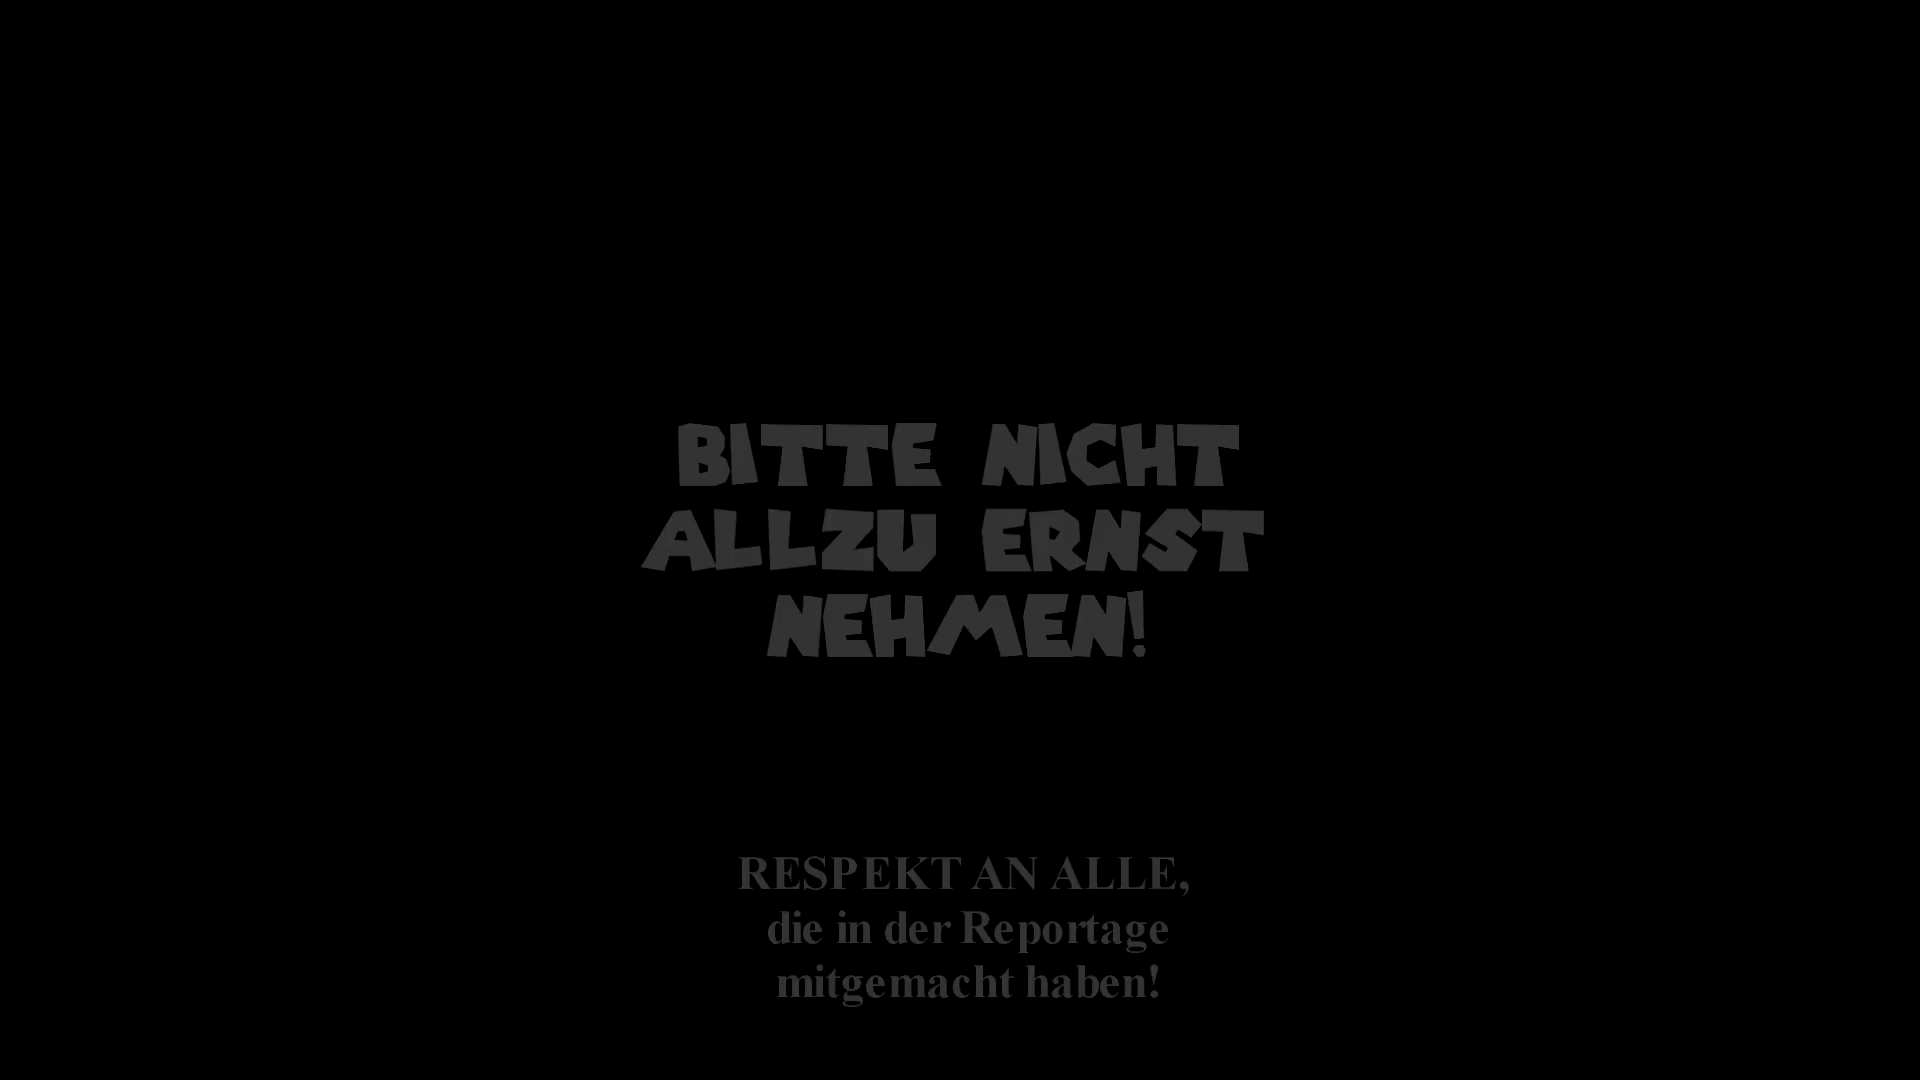 BITTE NICHT
ALLZU ERNST
NEHMEN!
RESPEKT AN ALLE,
die in der Reportage
mitgemacht haben!